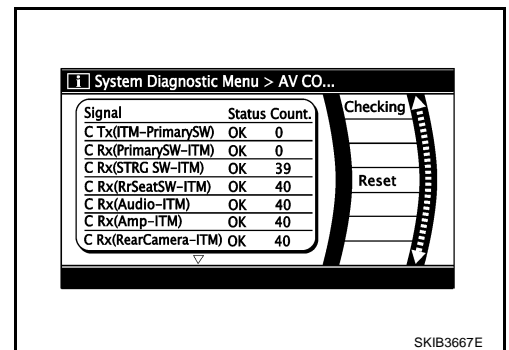 i System Diagnostic Menu > AV CO...
Signal Status Count.
C Tx(ITM-PrimarySW) OK 0
C Rx(PrimarySW-ITM) OK 0
C Rx(STRG SW-ITM) OK 39
C Rx(RrSeatSW-ITM) OK 40
C Rx(Audio-ITM) OK 40
C Rx(Amp-ITM) OK 40
C Rx(RearCamera-ITM) OK 40
Checking
Reset
SKIB3667E